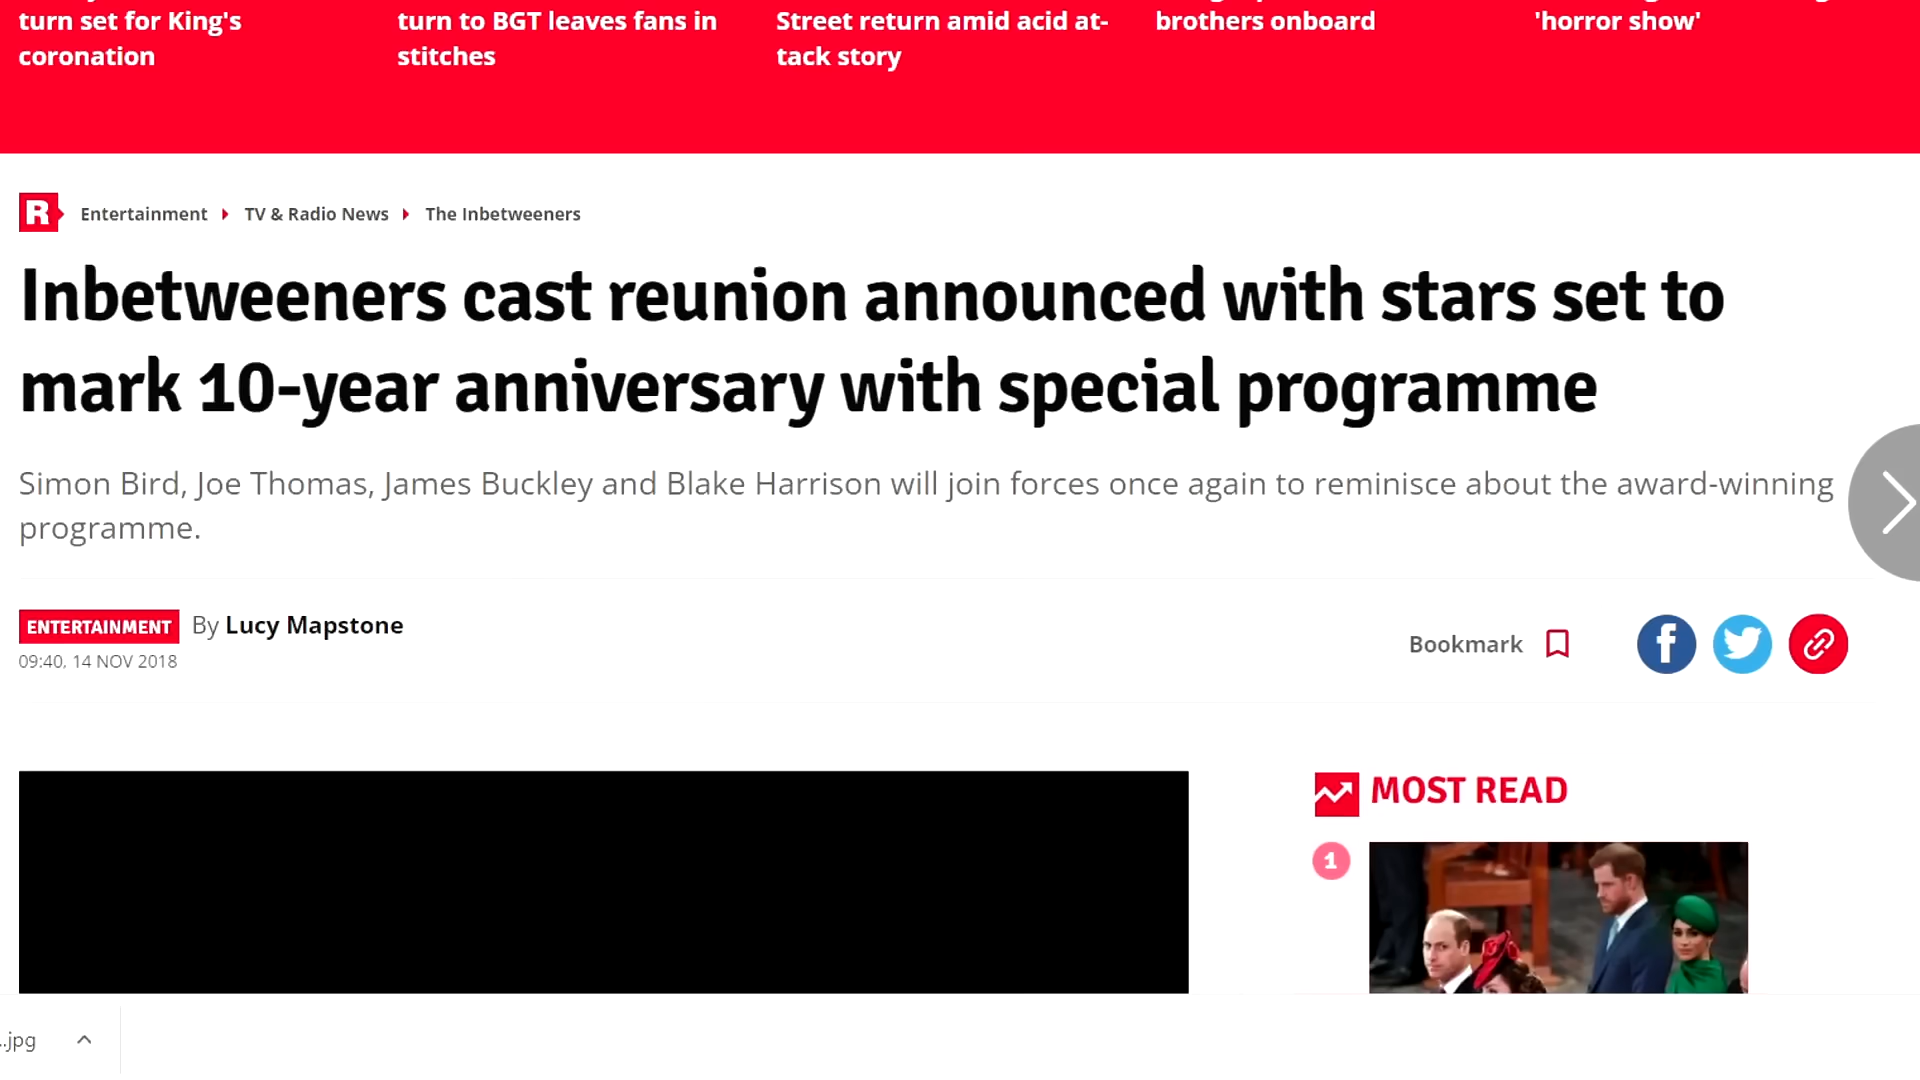 turn set for King's
coronation
turn to BGT leaves fans in
stitches
Street return amid acid at-
tack story
brothers onboard
'horror show'
R
Entertainment TV & Radio News The Inbetweeners
Inbetweeners cast reunion announced with stars set to
mark 10-year anniversary with special programme
Simon Bird, Joe Thomas, James Buckley and Blake Harrison will join forces once again to reminisce about the award-winning
programme.
ENTERTAINMENT By Lucy Mapstone
09:40, 14 NOV 2018
Bookmark
MOST READ
1
..jpg